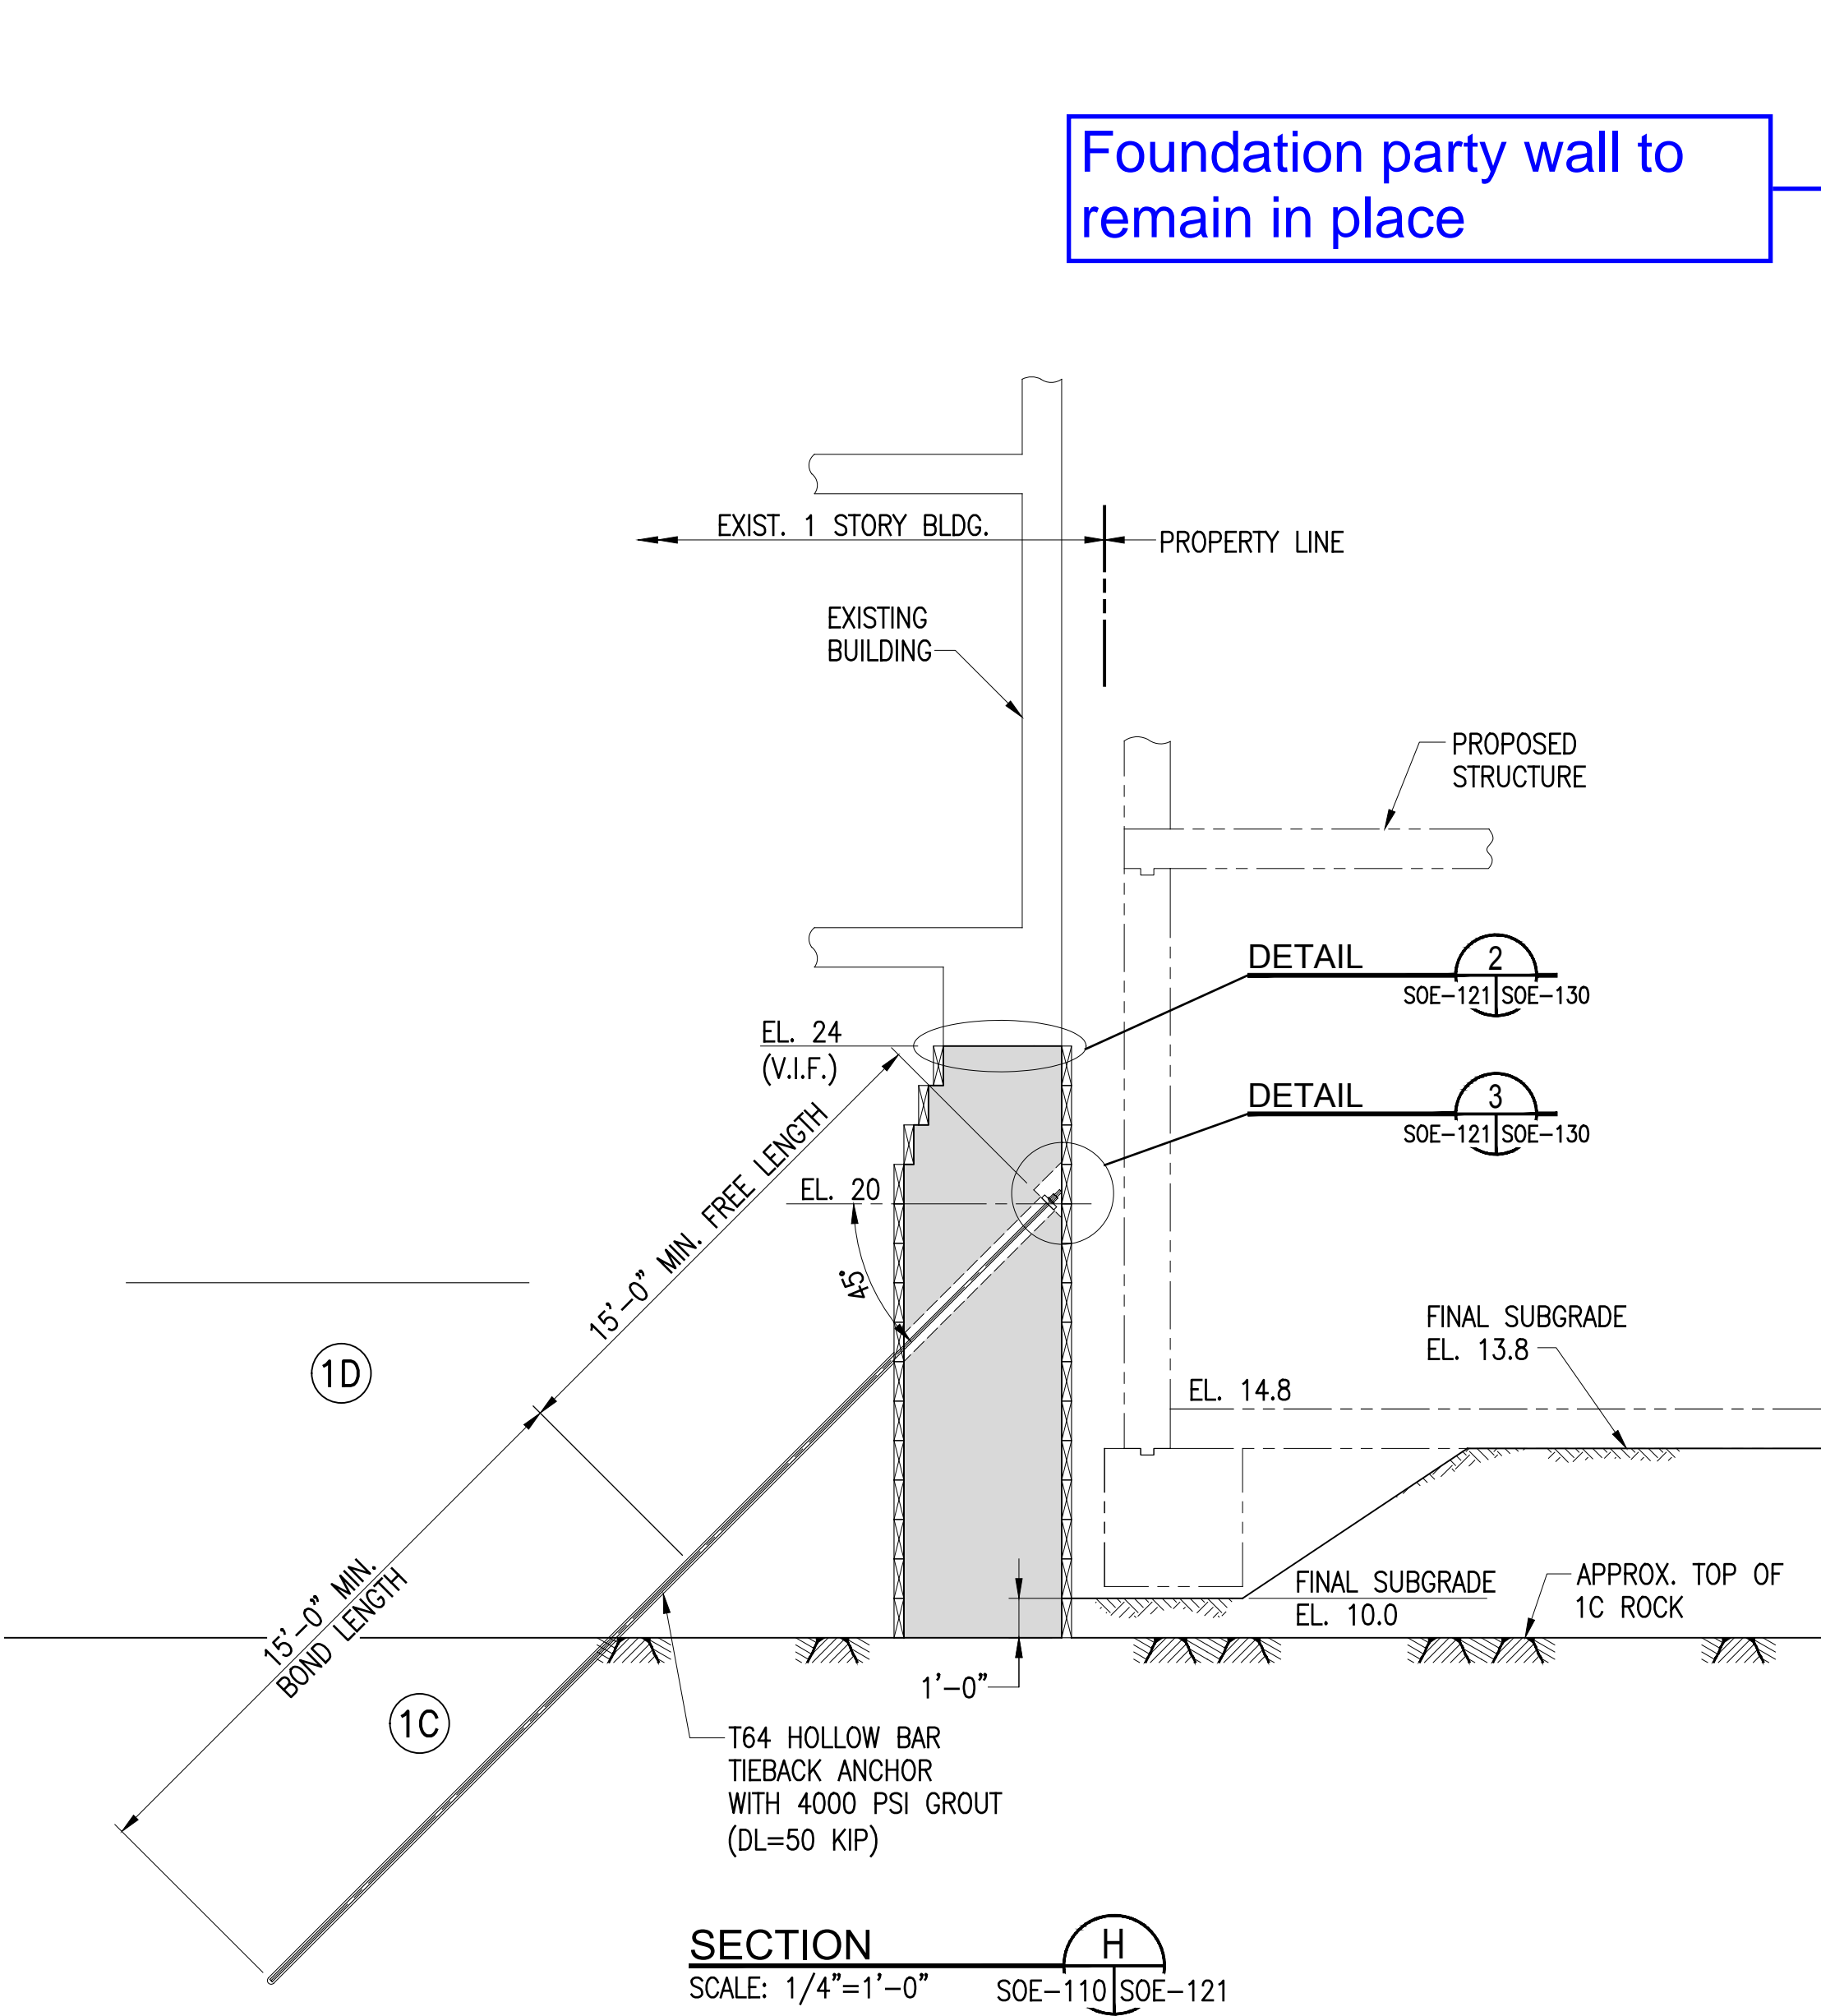 Foundation party wall to
remain in place
EXIST. 1 STORY BLDG.
PROPERTY LINE
EXISTING
BUILDING
PROPOSED
STRUCTURE
DETAIL
2
SOE-121
SOE-130
EL. 24
(V.I.F.)
DETAIL
3
SOE-121
SOE-130
15'-0" MIN. FREE LENGTH
EL. 20
45°
1D
FINAL SUBGRADE
EL. 13.8
EL. 14.8
15'-0" MIN.
BOND LENGTH
FINAL SUBGRADE
EL. 10.0
APPROX. TOP OF
1C ROCK
1'-0"
1C
T64 HOLLOW BAR
TIEBACK ANCHOR
WITH 4000 PSI GROUT
(DL=50 KIP)
SECTION
SCALE: 1/4"=1'-0"
H
SOE-110
SOE-121